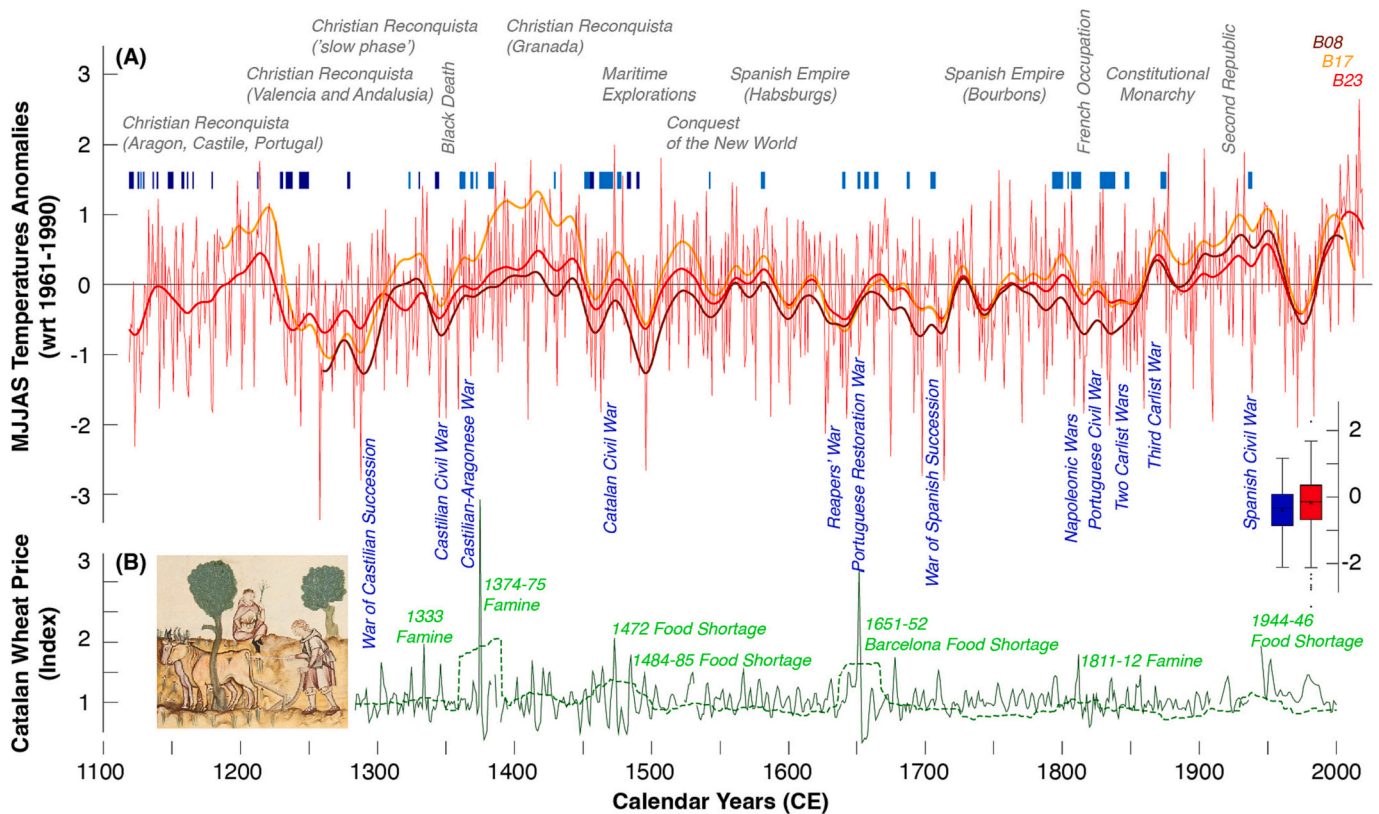 (A)
Christian Reconquista
('slow phase')
Christian Reconquista
(Granada)
Christian Reconquista
(Valencia and Andalusia)
Black Death
Maritime
Explorations
Spanish Empire
(Habsburgs)
Spanish Empire
(Bourbons)
French Occupation
Constitutional
Monarchy
Second Republic
B08
B17
B23
Christian Reconquista
(Aragon, Castile, Portugal)
Conquest
of the New World
MJJAS Temperatures Anomalies
(wrt 1961-1990)
3
2
1
0
-1
-2
-3
War of Castilian Succession
Castilian Civil War
Castilian-Aragonese War
Catalan Civil War
Reapers' War
Portuguese Restoration War
War of Spanish Succession
Napoleonic Wars
Portuguese Civil War
Two Carlist Wars
Third Carlist War
Spanish Civil War
2
0
-2
(B)
Catalan Wheat Price
(Index)
3
2
1
1333
Famine
1374-75
Famine
1472 Food Shortage
1484-85 Food Shortage
1651-52
Barcelona Food Shortage
1811-12 Famine
1944-46
Food Shortage
1100 1200 1300 1400 1500 1600 1700 1800 1900 2000
Calendar Years (CE)